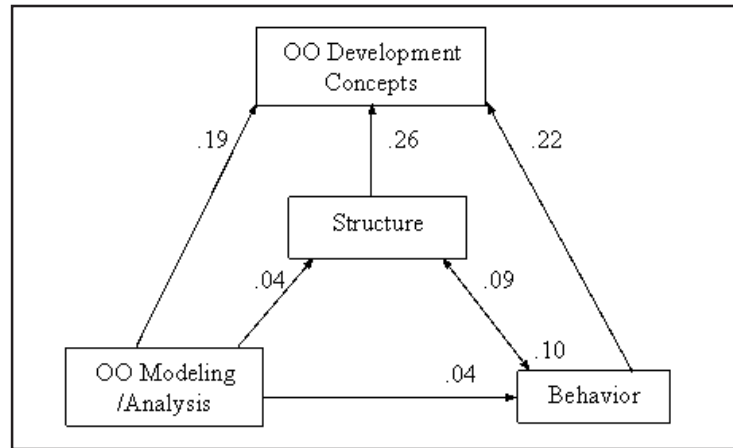 OO Development
Concepts
.19
.26
.22
Structure
.04
.09
.10
OO Modeling
/Analysis
.04
Behavior